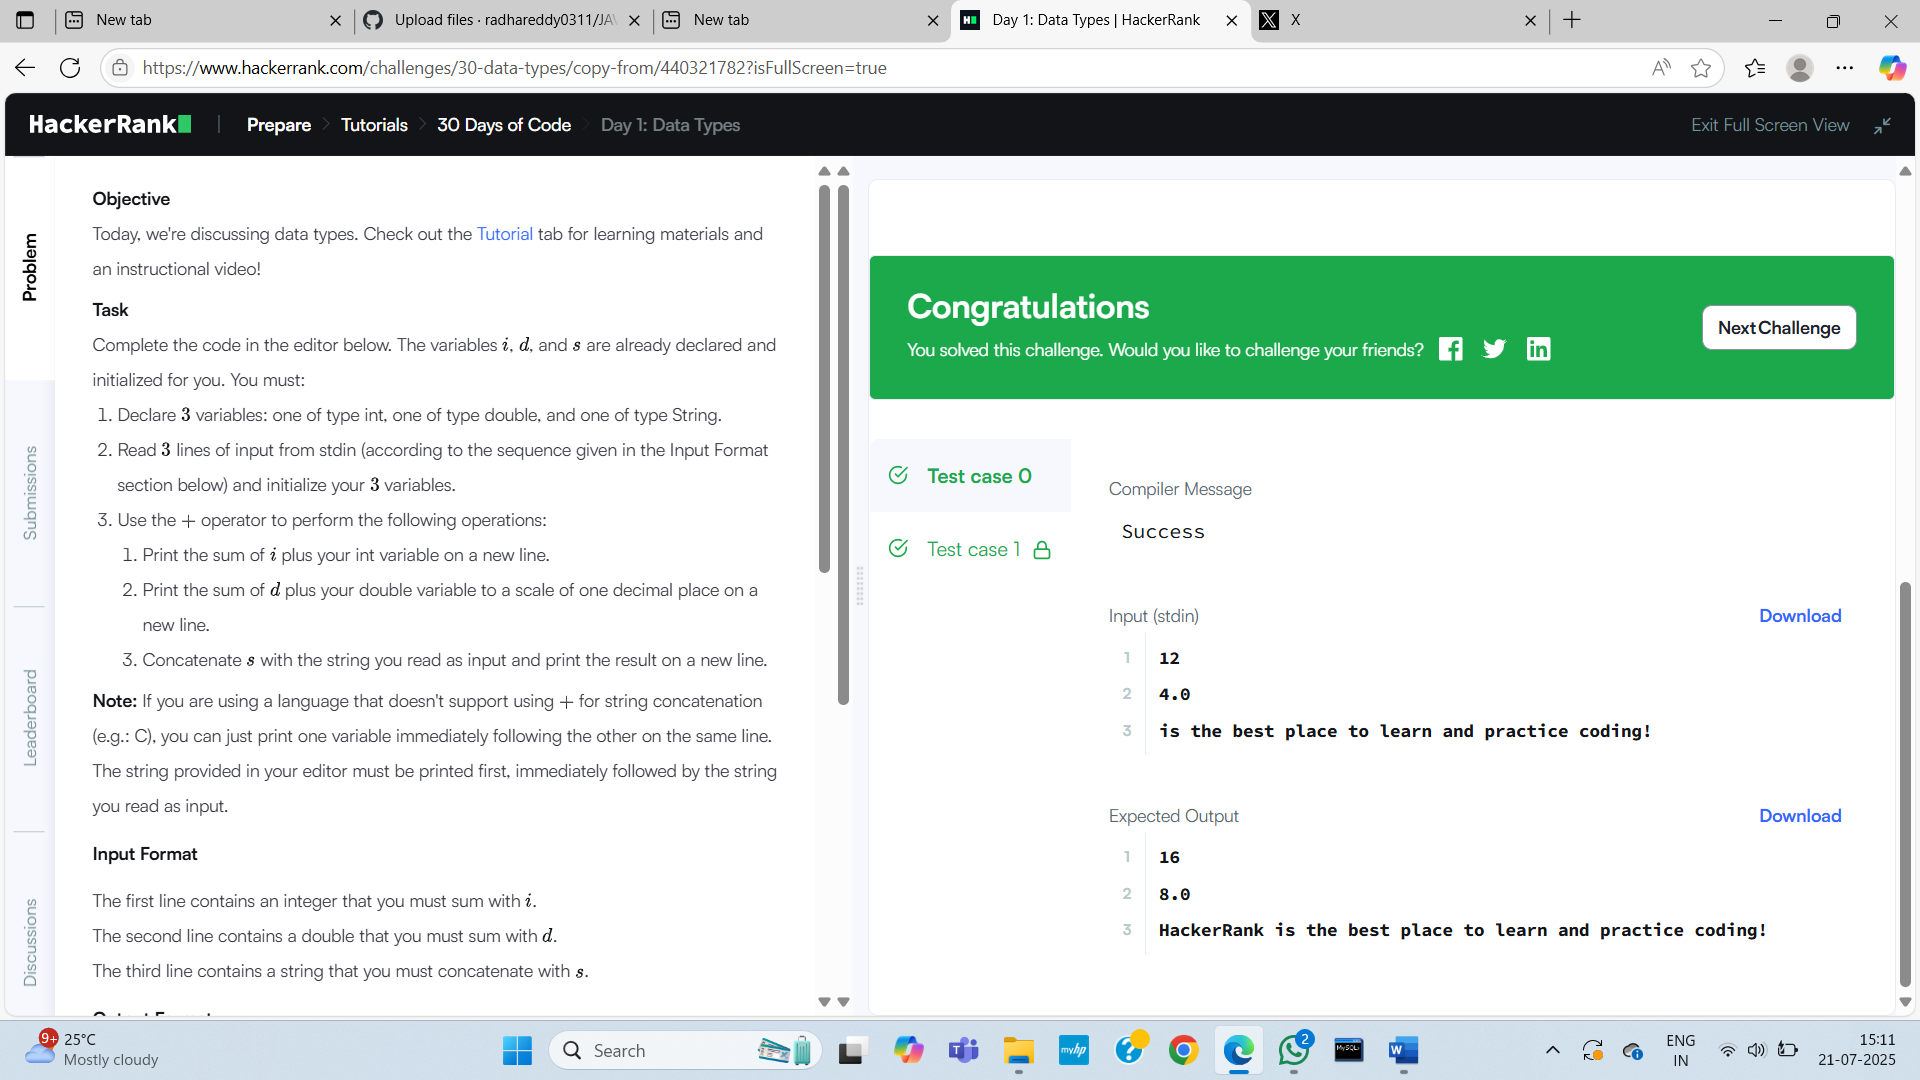 New tab
Upload files · radhareddy0311/JAV
New tab
Day 1: Data Types | HackerRank
X
https://www.hackerrank.com/challenges/30-data-types/copy-from/440321782?isFullScreen=true
HackerRank
Prepare
Tutorials
30 Days of Code
Day 1: Data Types
Exit Full Screen View
Problem
Submissions
Leaderboard
Discussions
Objective
Today, we're discussing data types. Check out the Tutorial tab for learning materials and
an instructional video!
Task
Complete the code in the editor below. The variables i, d, and s are already declared and
initialized for you. You must:
1. Declare 3 variables: one of type int, one of type double, and one of type String.
2. Read 3 lines of input from stdin (according to the sequence given in the Input Format
section below) and initialize your 3 variables.
3. Use the + operator to perform the following operations:
1. Print the sum of i plus your int variable on a new line.
2. Print the sum of d plus your double variable to a scale of one decimal place on a
new line.
3. Concatenate s with the string you read as input and print the result on a new line.
Note: If you are using a language that doesn't support using + for string concatenation
(e.g.: C), you can just print one variable immediately following the other on the same line.
The string provided in your editor must be printed first, immediately followed by the string
you read as input.
Input Format
The first line contains an integer that you must sum with i.
The second line contains a double that you must sum with d.
The third line contains a string that you must concatenate with s.
Congratulations
You solved this challenge. Would you like to challenge your friends?
Next Challenge
Test case 0
Test case 1
Compiler Message
Success
Input (stdin)
Download
1 12
2 4.0
3 is the best place to learn and practice coding!
Expected Output
Download
1 16
2 8.0
3 HackerRank is the best place to learn and practice coding!
9+
25°C
Mostly cloudy
Search
myhp
2
MySQL
ENG
IN
15:11
21-07-2025